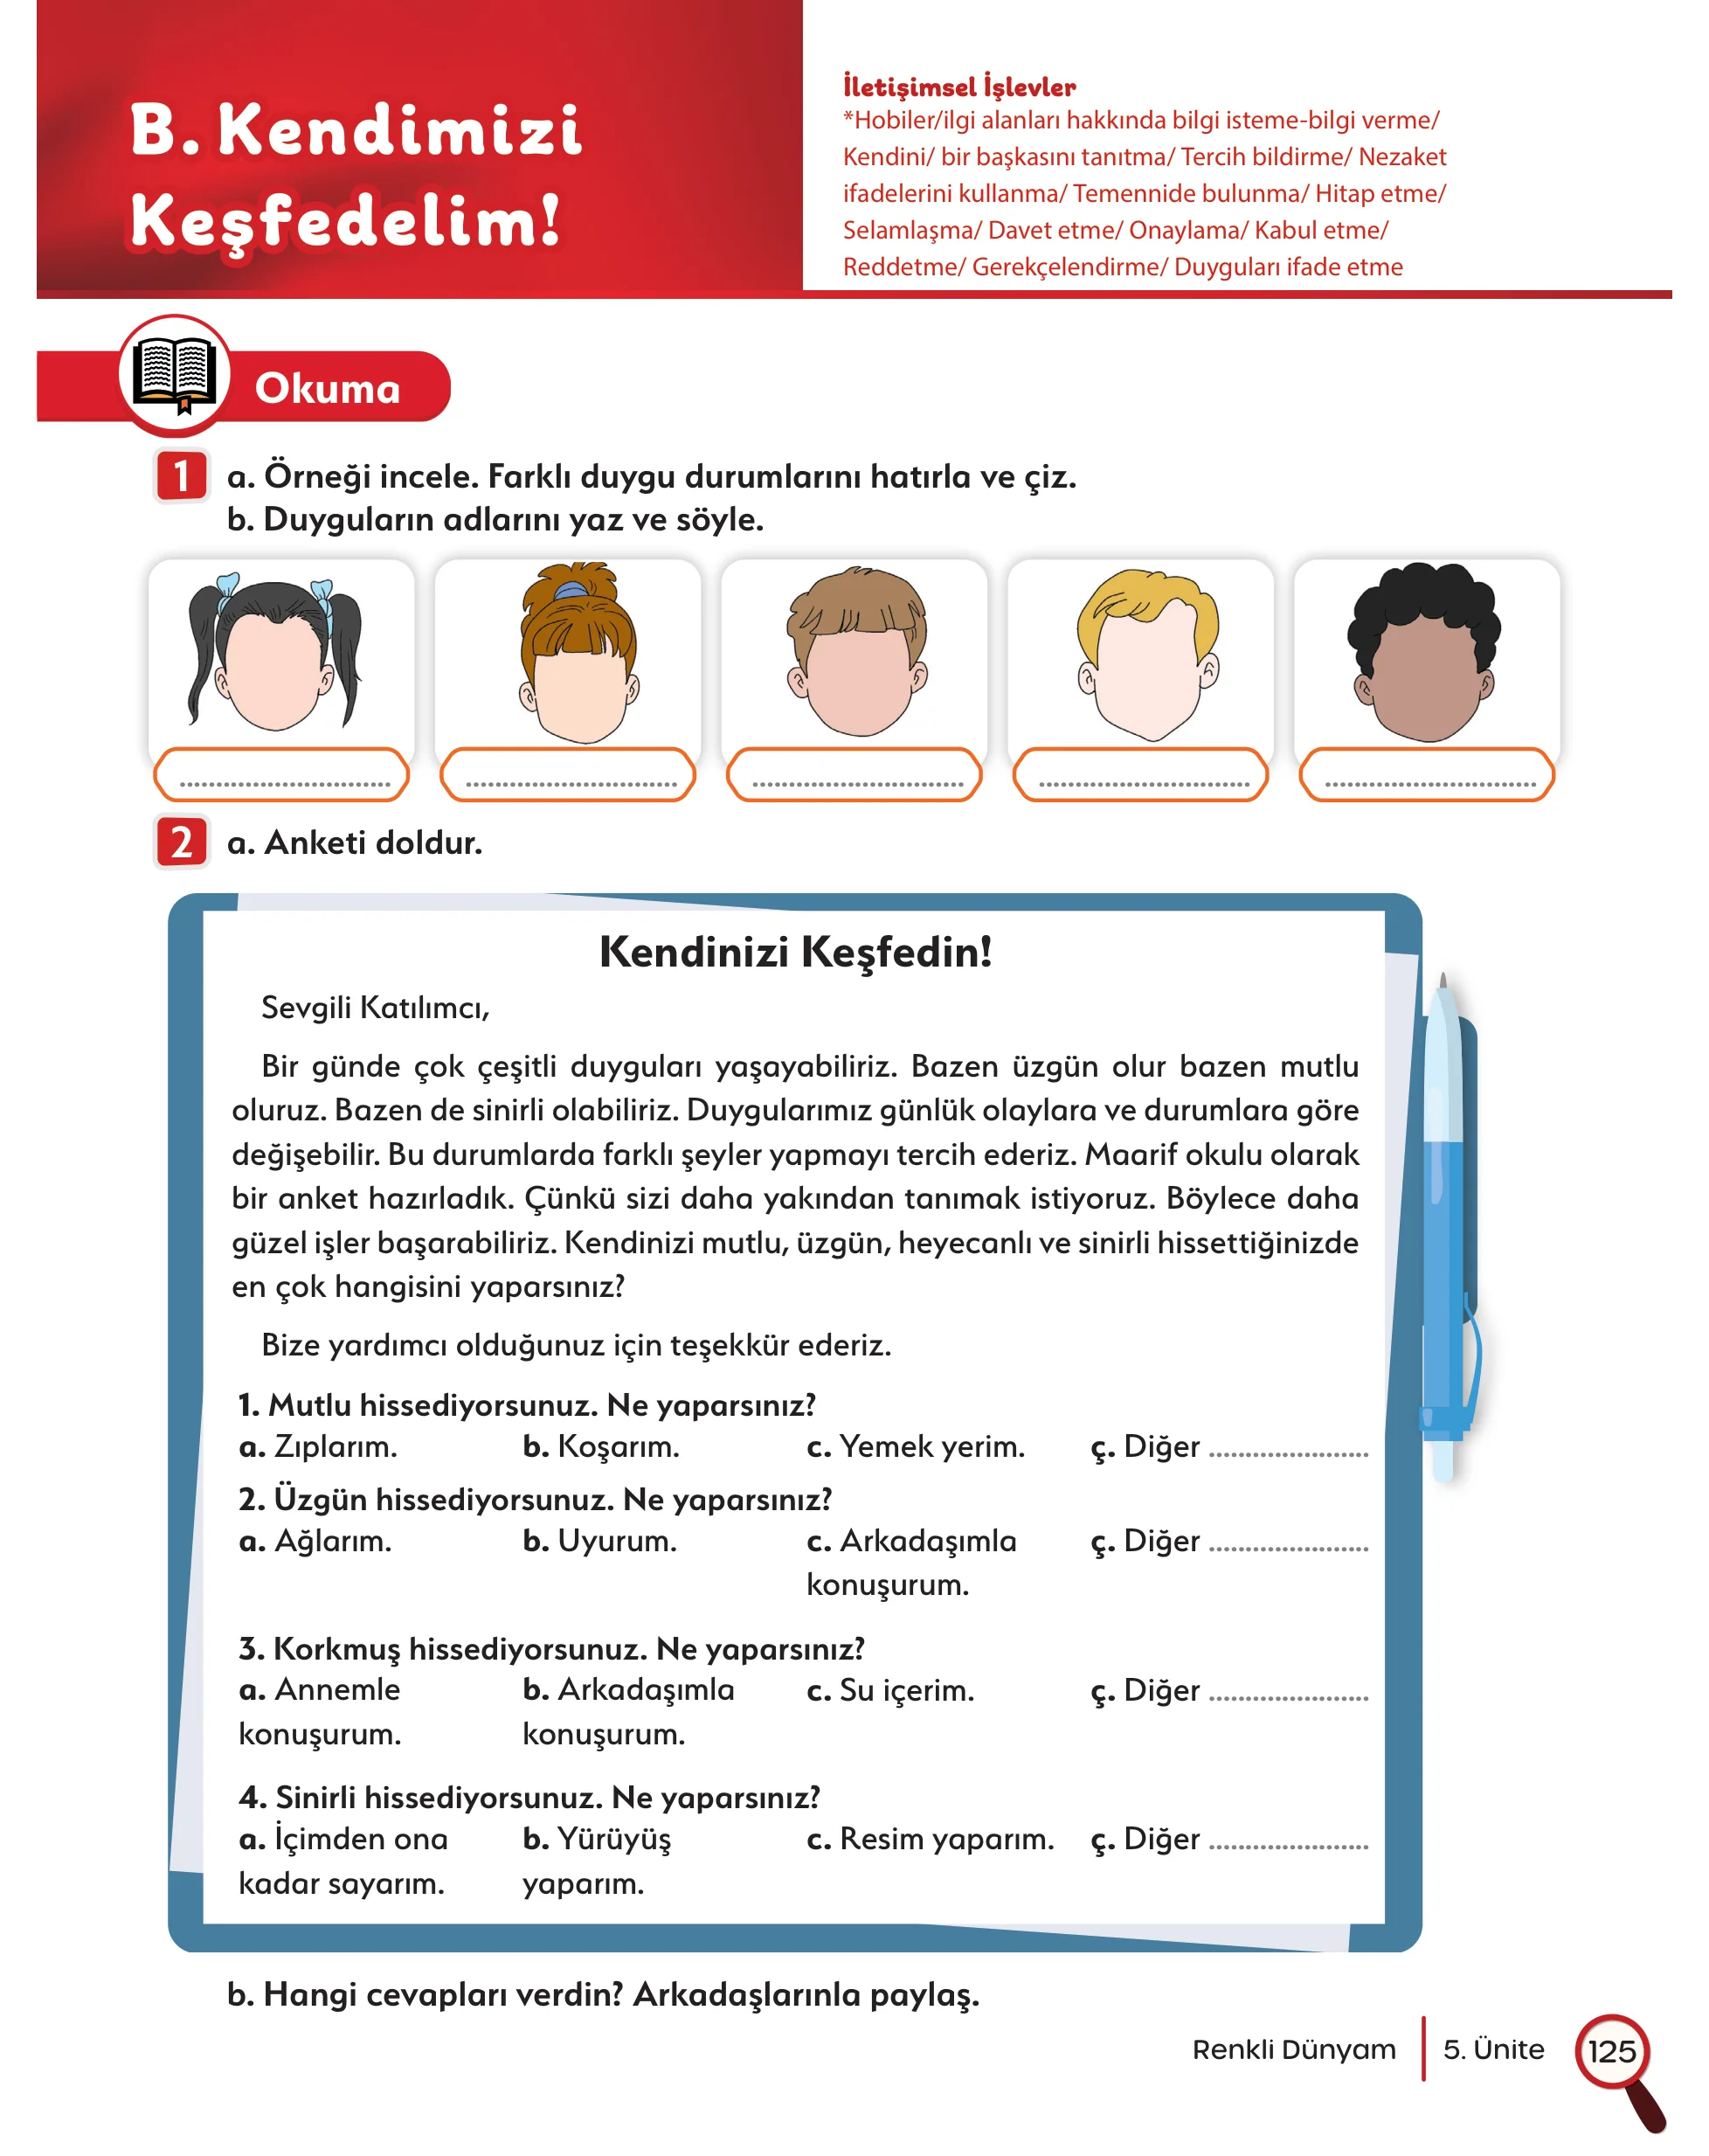 B. Kendimizi
Keşfedelim!
İletişimsel İşlevler
*Hobiler/ilgi alanları hakkında bilgi isteme-bilgi verme/
Kendini/ bir başkasını tanıtma/ Tercih bildirme/ Nezaket
ifadelerini kullanma/ Temennide bulunma/ Hitap etme/
Selamlaşma/ Davet etme/ Onaylama/ Kabul etme/
Reddetme/ Gerekçelendirme/ Duyguları ifade etme
Okuma
1 a. Örneği incele. Farklı duygu durumlarını hatırla ve çiz.
b. Duyguların adlarını yaz ve söyle.
............................. ............................. ............................. ............................. .............................
2 a. Anketi doldur.
Kendinizi Keşfedin!
Sevgili Katılımcı,
Bir günde çok çeşitli duyguları yaşayabiliriz. Bazen üzgün olur bazen mutlu
oluruz. Bazen de sinirli olabiliriz. Duygularımız günlük olaylara ve durumlara göre
değişebilir. Bu durumlarda farklı şeyler yapmayı tercih ederiz. Maarif okulu olarak
bir anket hazırladık. Çünkü sizi daha yakından tanımak istiyoruz. Böylece daha
güzel işler başarabiliriz. Kendinizi mutlu, üzgün, heyecanlı ve sinirli hissettiğinizde
en çok hangisini yaparsınız?
Bize yardımcı olduğunuz için teşekkür ederiz.
1. Mutlu hissediyorsunuz. Ne yaparsınız?
a. Zıplarım. b. Koşarım. c. Yemek yerim. ç. Diğer ......................
2. Üzgün hissediyorsunuz. Ne yaparsınız?
a. Ağlarım. b. Uyurum. c. Arkadaşımla ç. Diğer ......................
konuşurum.
3. Korkmuş hissediyorsunuz. Ne yaparsınız?
a. Annemle b. Arkadaşımla c. Su içerim. ç. Diğer ......................
konuşurum. konuşurum.
4. Sinirli hissediyorsunuz. Ne yaparsınız?
a. İçimden ona b. Yürüyüş c. Resim yaparım. ç. Diğer ......................
kadar sayarım. yaparım.
b. Hangi cevapları verdin? Arkadaşlarınla paylaş.
Renkli Dünyam 5. Ünite 125